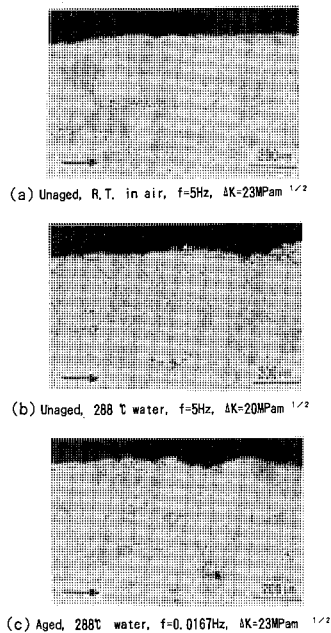 (a) Unaged, R.T. in air, f=5Hz, ΔK=23MPam 1/2
(b) Unaged, 288 ℃ water, f=5Hz, ΔK=20MPam 1/2
(c) Aged, 288℃ water, f=0.0167Hz, ΔK=23MPam 1/2